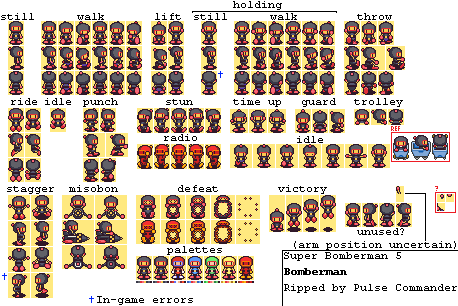 holding
still walk lift still walk throw
†
ride idle punch stun time up guard trolley
radio idle
REF
stagger misobon defeat victory
?
unused?
(arm position uncertain)
palettes
Super Bomberman 5
Bomberman
Ripped by Pulse Commander
†
†In-game errors